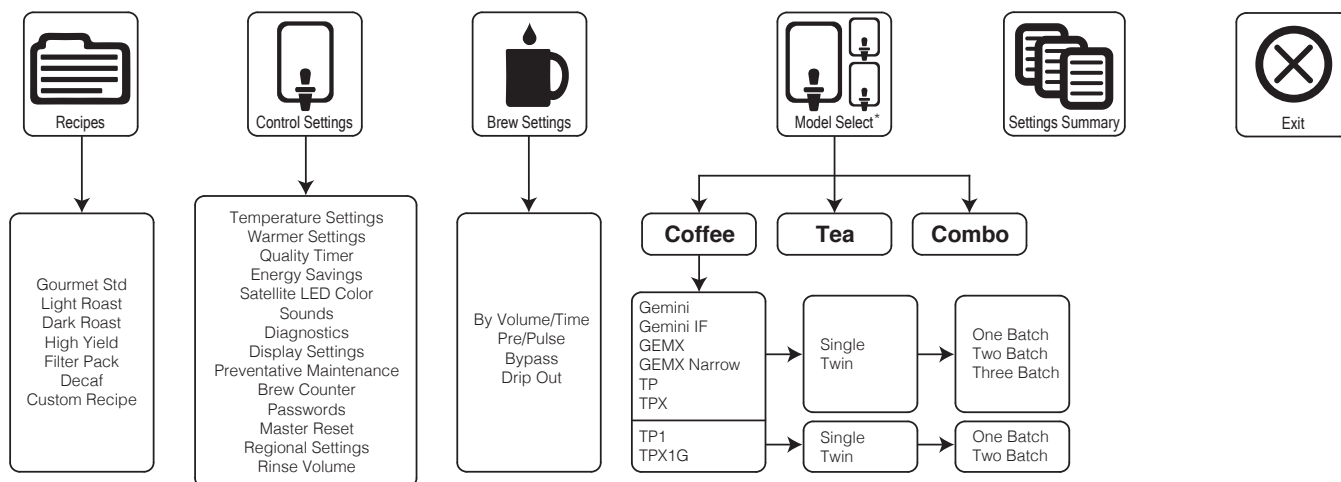 Recipes
Control Settings
Brew Settings
Model Select*
Settings Summary
Exit
Gourmet Std
Light Roast
Dark Roast
High Yield
Filter Pack
Decaf
Custom Recipe
Temperature Settings
Warmer Settings
Quality Timer
Energy Savings
Satellite LED Color
Sounds
Diagnostics
Display Settings
Preventative Maintenance
Brew Counter
Passwords
Master Reset
Regional Settings
Rinse Volume
By Volume/Time
Pre/Pulse
Bypass
Drip Out
Coffee
Tea
Combo
Gemini
Gemini IF
GEMX
GEMX Narrow
TP
TPX
Single
Twin
One Batch
Two Batch
Three Batch
TP1
TPX1G
Single
Twin
One Batch
Two Batch